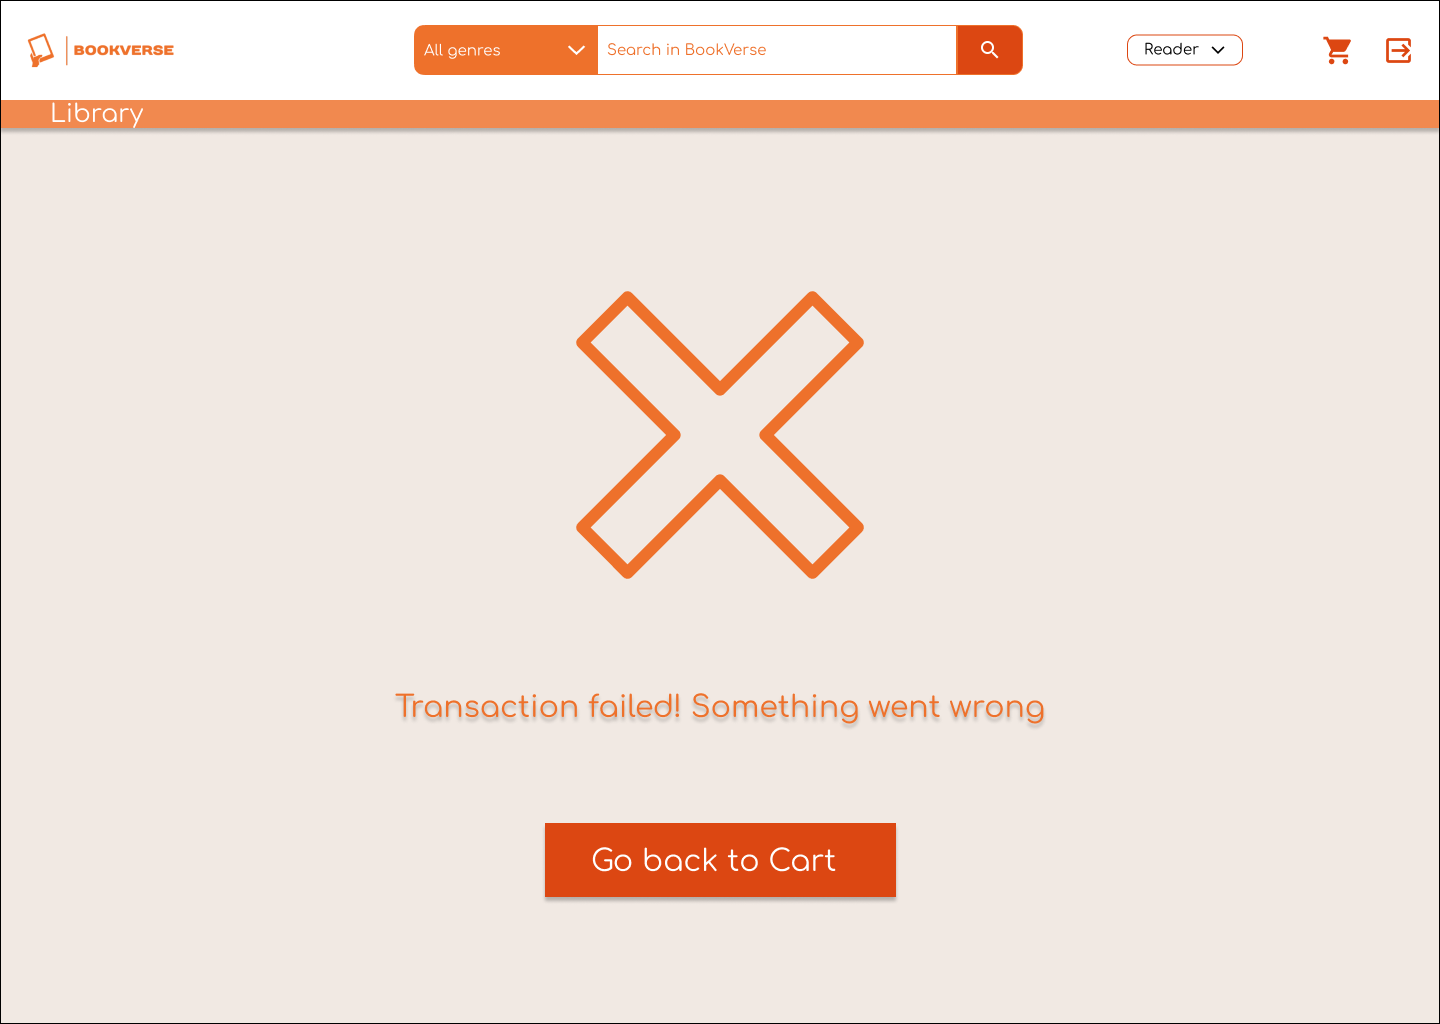 BOOKVERSE
All genres
Search in BookVerse
Reader
Library
Transaction failed! Something went wrong
Go back to Cart